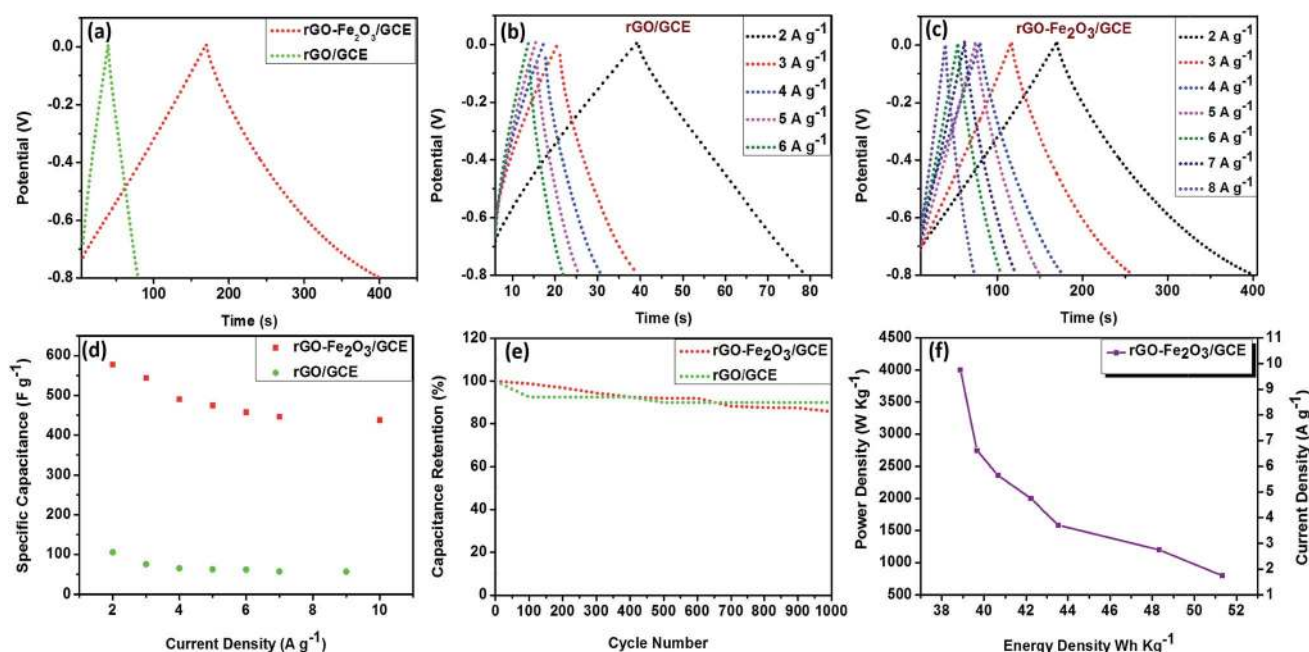 (a)
rGO-Fe₂O₃/GCE
rGO/GCE
0.0
-0.2
-0.4
-0.6
-0.8
Potential (V)
100 200 300 400
Time (s)
(b)
rGO/GCE
2 A g⁻¹
3 A g⁻¹
4 A g⁻¹
5 A g⁻¹
6 A g⁻¹
0.0
-0.2
-0.4
-0.6
-0.8
Potential (V)
10 20 30 40 50 60 70 80
Time (s)
(c)
rGO-Fe₂O₃/GCE
2 A g⁻¹
3 A g⁻¹
4 A g⁻¹
5 A g⁻¹
6 A g⁻¹
7 A g⁻¹
8 A g⁻¹
0.0
-0.2
-0.4
-0.6
-0.8
Potential (V)
100 200 300 400
Time (s)
(d)
rGO-Fe₂O₃/GCE
rGO/GCE
600
500
400
300
200
100
0
Specific Capacitance (F g⁻¹)
2 4 6 8 10
Current Density (A g⁻¹)
(e)
rGO-Fe₂O₃/GCE
rGO/GCE
120
100
80
60
40
20
0
Capacitance Retention (%)
0 100 200 300 400 500 600 700 800 900 1000
Cycle Number
(f)
rGO-Fe₂O₃/GCE
4500
4000
3500
3000
2500
2000
1500
1000
500
Power Density (W Kg⁻¹)
11
10
9
8
7
6
5
4
3
2
1
Current Density (A g⁻¹)
38 40 42 44 46 48 50 52
Energy Density Wh Kg⁻¹